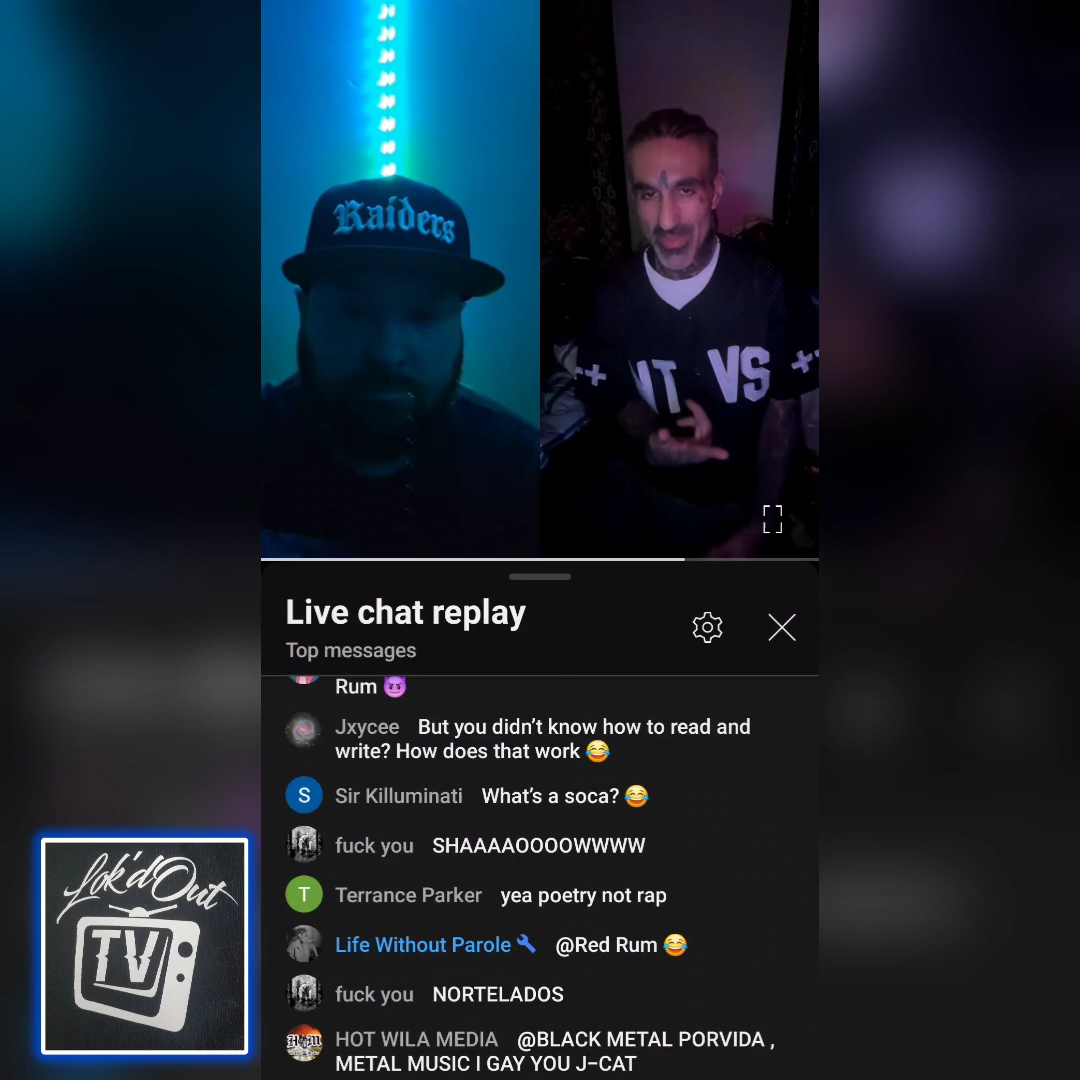 Raiders
VS
Live chat replay
Top messages
Rum 😈
Jxycee But you didn’t know how to read and
write? How does that work 😂
S Sir Killuminati What’s a soca? 😂
fuck you SHAAAAOOOOWWWW
T Terrance Parker yea poetry not rap
Life Without Parole @Red Rum 😂
fuck you NORTELADOS
HOT WILA MEDIA @BLACK METAL PORVIDA ,
METAL MUSIC I GAY YOU J-CAT
Lok'dOut
TV